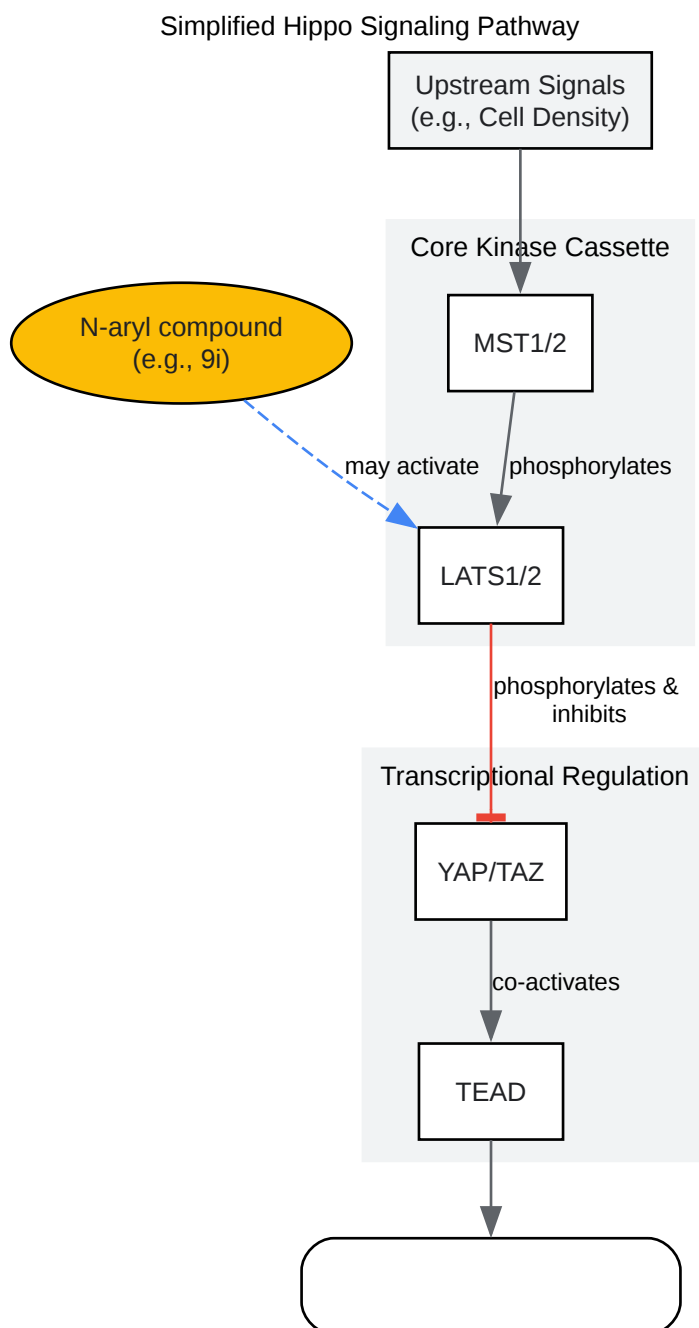 Simplified Hippo Signaling Pathway
Upstream Signals
(e.g., Cell Density)
Core Kinase Cassette
N-aryl compound
(e.g., 9i)
MST1/2
may activate
phosphorylates
LATS1/2
phosphorylates &
inhibits
Transcriptional Regulation
YAP/TAZ
co-activates
TEAD